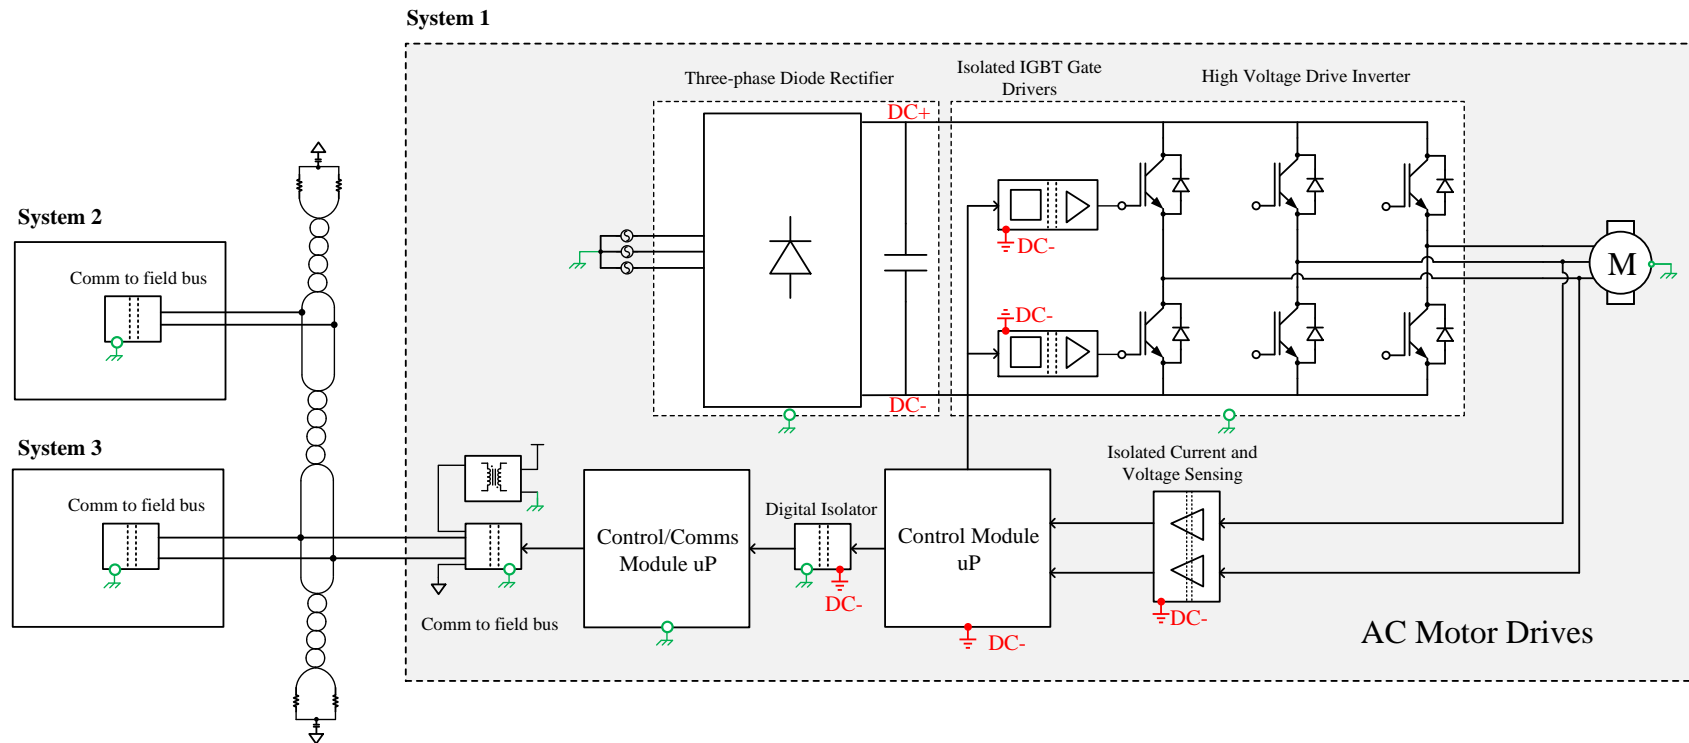 System 1
Three-phase Diode Rectifier
Isolated IGBT Gate
Drivers
High Voltage Drive Inverter
DC+
System 2
Comm to field bus
DC-
DC-
M
DC-
System 3
Comm to field bus
Isolated Current and
Voltage Sensing
Digital Isolator
Control/Comms
Module uP
Control Module
uP
DC-
DC-
DC-
Comm to field bus
AC Motor Drives